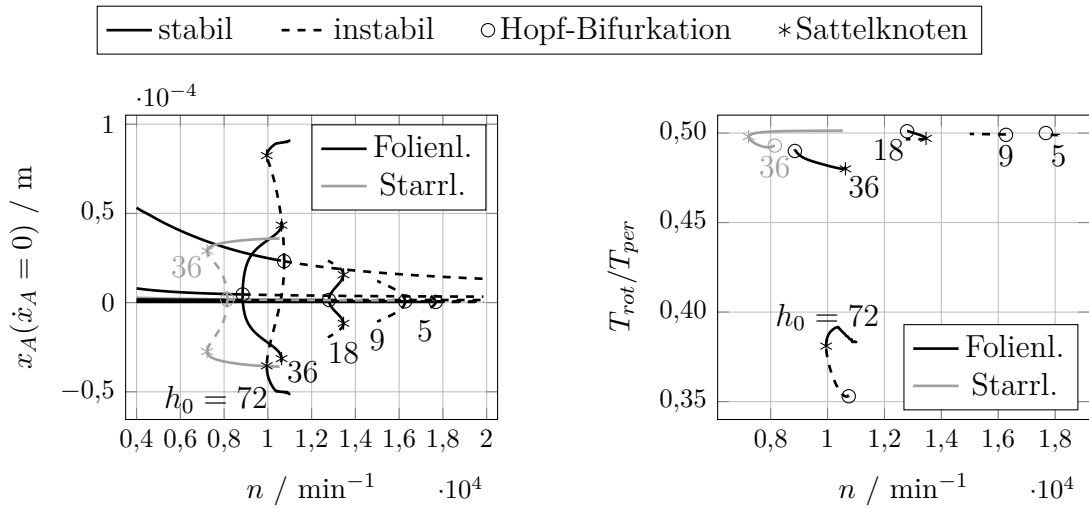 stabil instabil Hopf-Bifurkation Sattelknoten
·10⁻⁴
1
0,5
0
−0,5
x_A(ẋ_A = 0) / m
Folienl.
Starrl.
36
18
9
5
36
h₀ = 72
0,4 0,6 0,8 1 1,2 1,4 1,6 1,8 2
n / min⁻¹ ·10⁴
0,50
0,45
0,40
0,35
T_rot/T_per
36
36
18
9
5
h₀ = 72
Folienl.
Starrl.
0,8 1 1,2 1,4 1,6 1,8
n / min⁻¹ ·10⁴